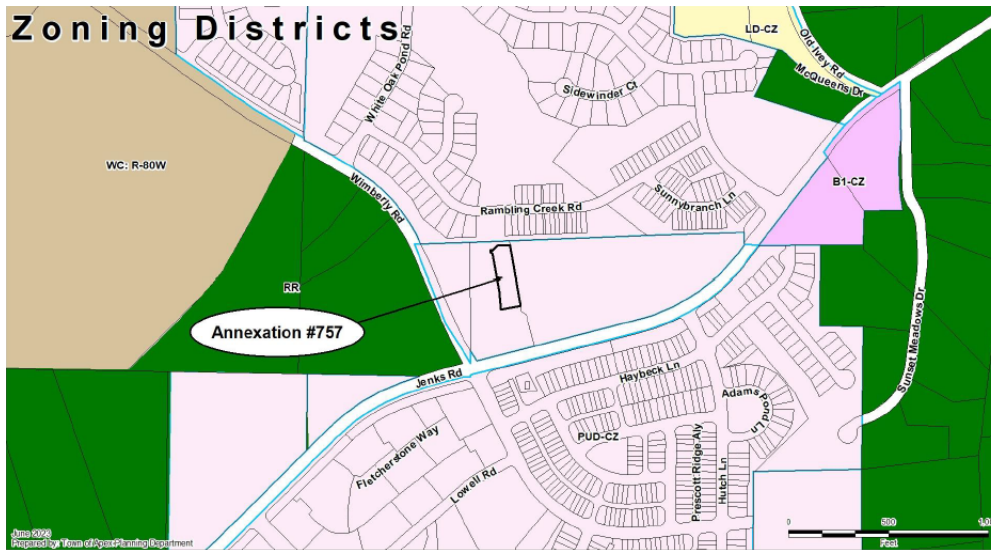 Zoning Districts
LD-CZ
Old Ivey Rd
McQueens Dr
White Oak Pond Rd
Sidewinder Ct
WC: R-80W
B1-CZ
Wimberly Rd
Sunnybranch Ln
Rambling Creek Rd
RR
Annexation #757
Sunset Meadows Dr
Jenks Rd
Haybeck Ln
Adams Pond Ln
Fletcherstone Way
PUD-CZ
Prescott Ridge Aly
Hutch Ln
Lowell Rd
June 2023
Prepared by: Town of Apex Planning Department
0 500 1,0
Feet